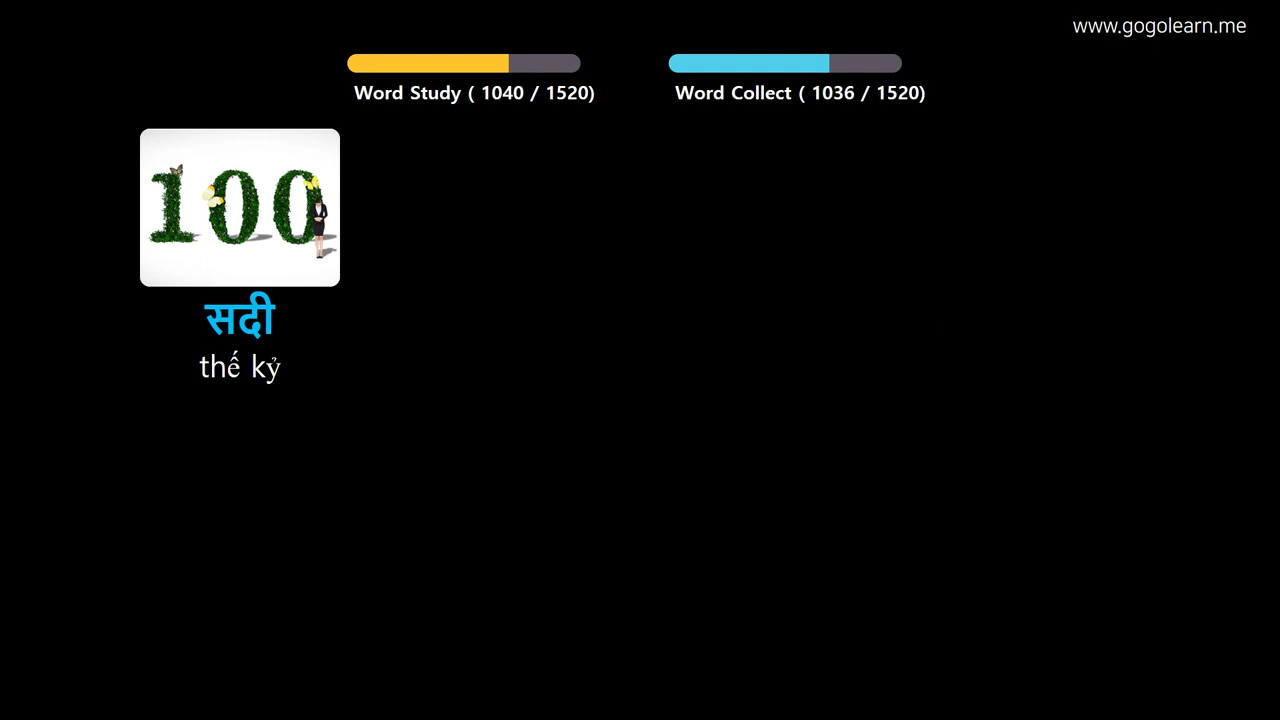 www.gogolearn.me
Word Study ( 1040 / 1520)
Word Collect ( 1036 / 1520)
100
सदी
thế kỷ